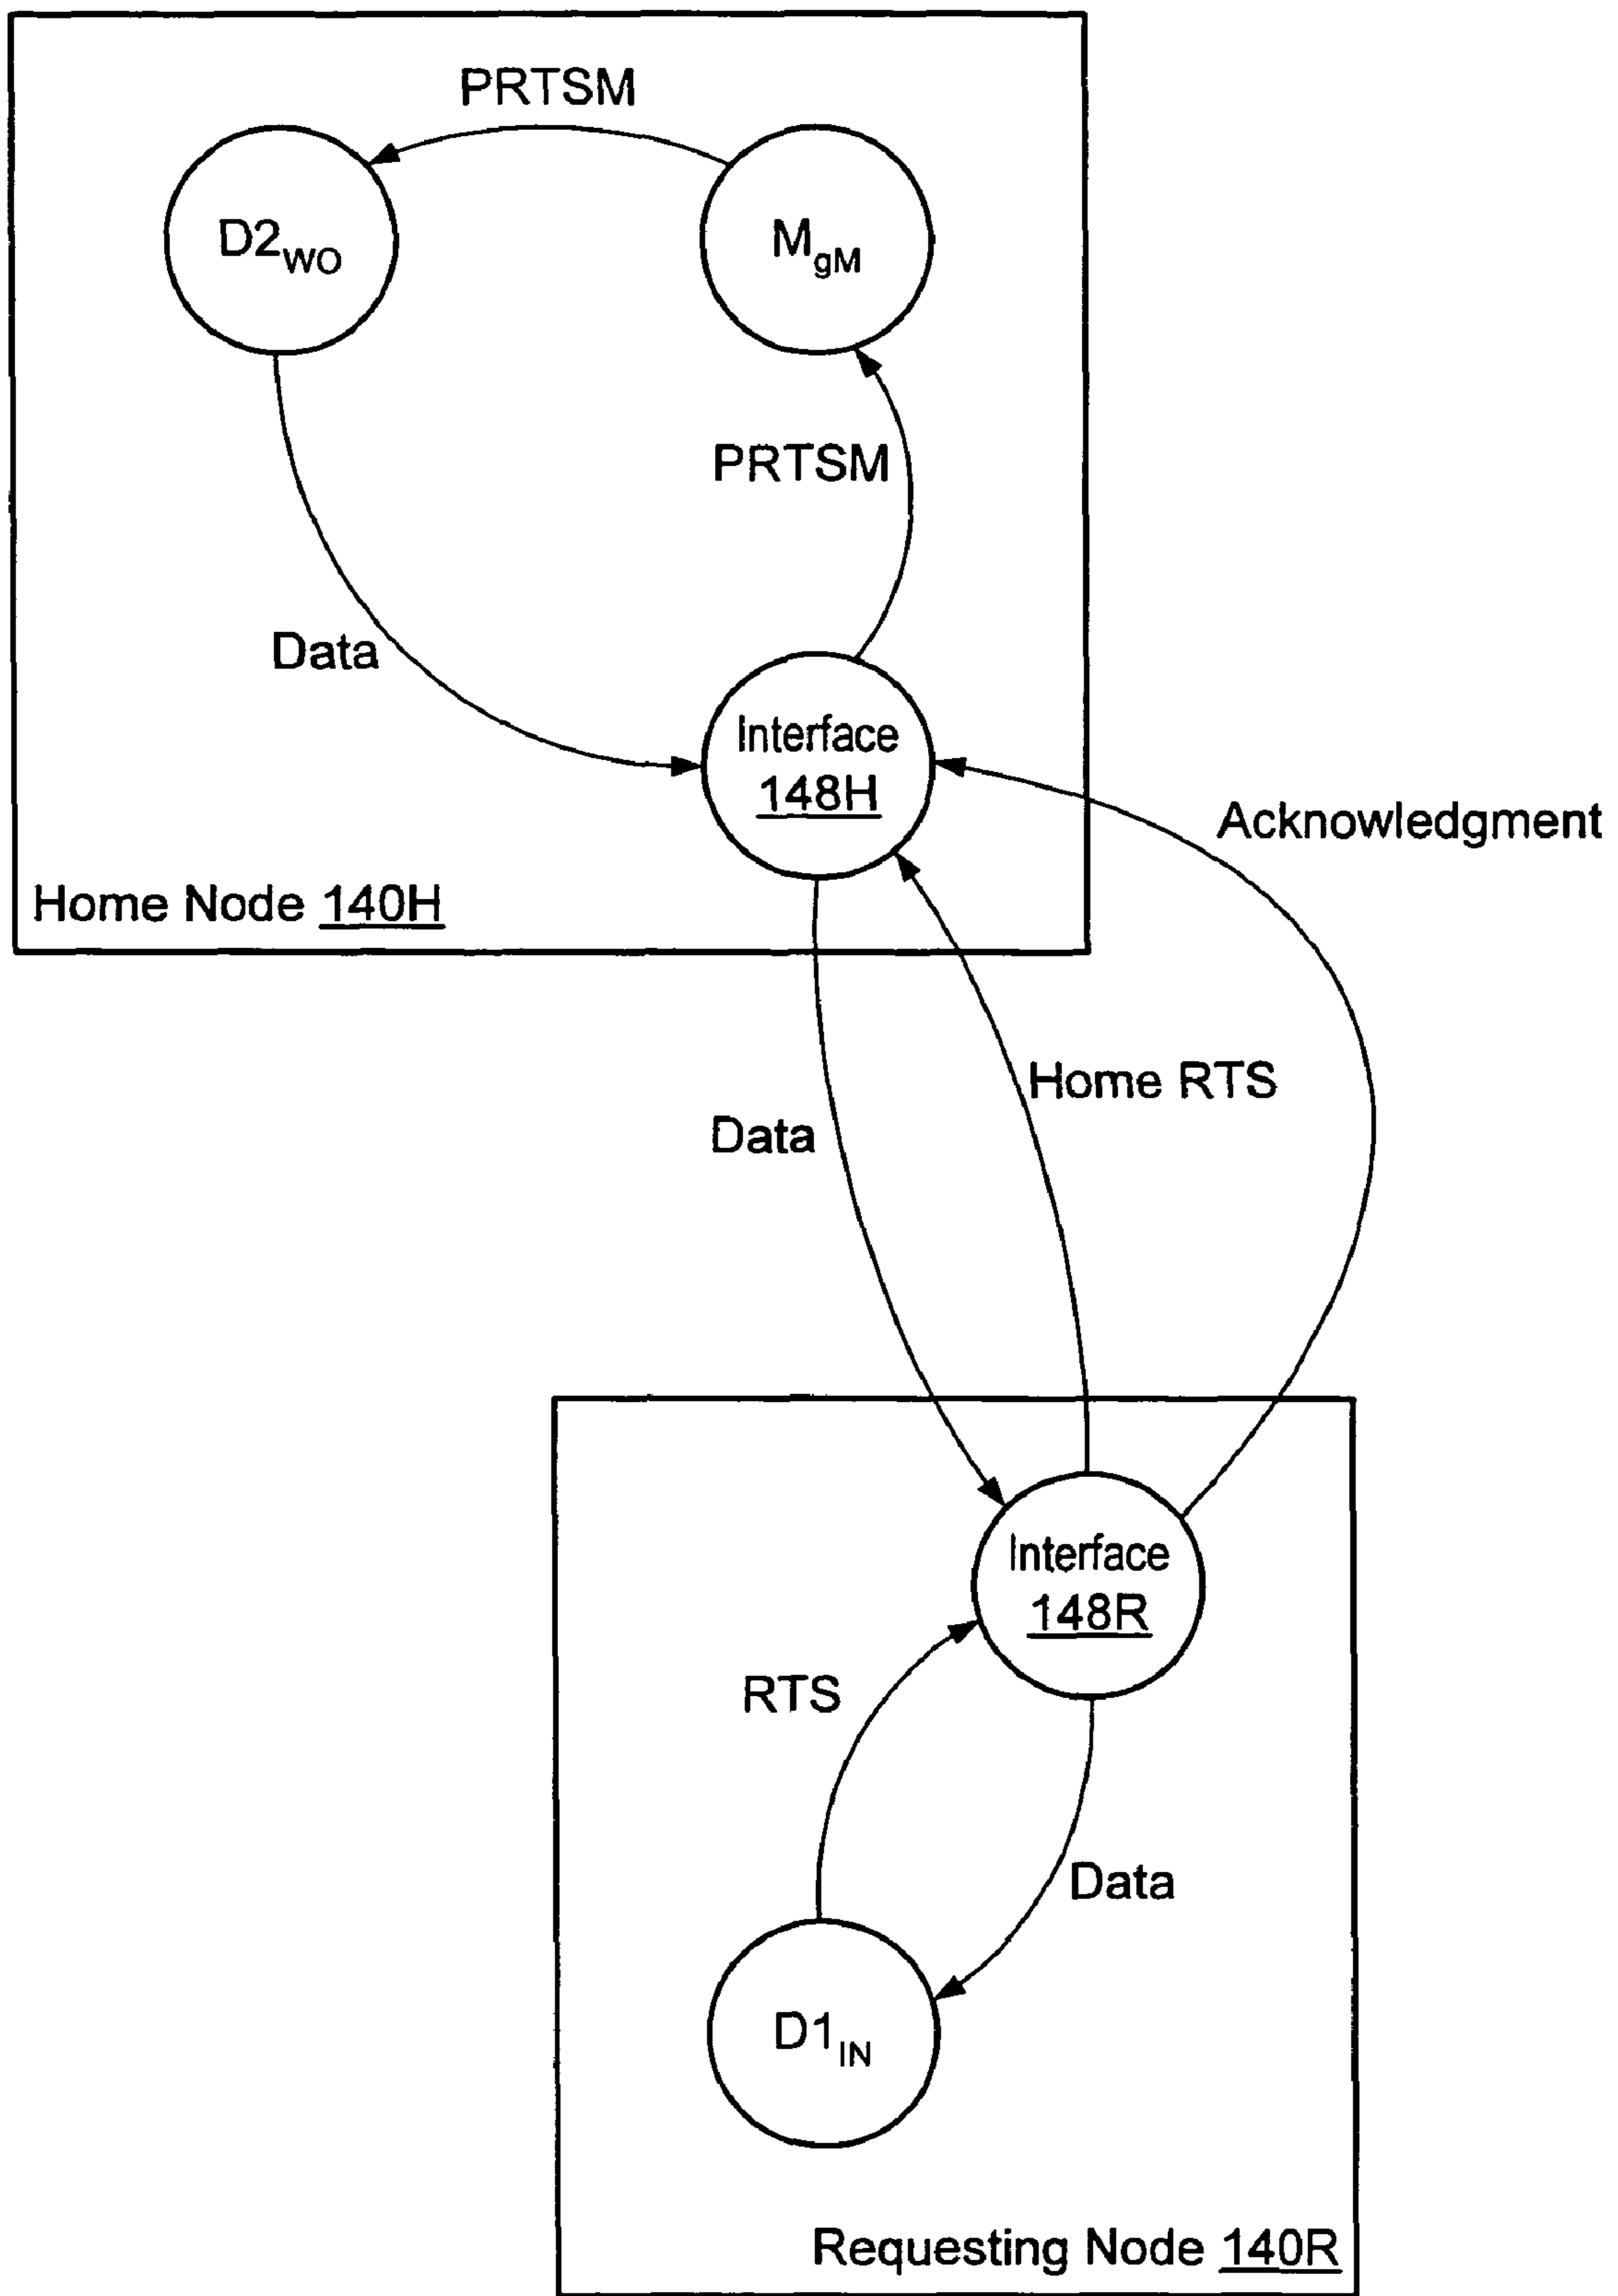 PRTSM
D2WO
MgM
PRTSM
Data
Interface
148H
Acknowledgment
Home Node 140H
Home RTS
Data
Interface
148R
RTS
Data
D1IN
Requesting Node 140R